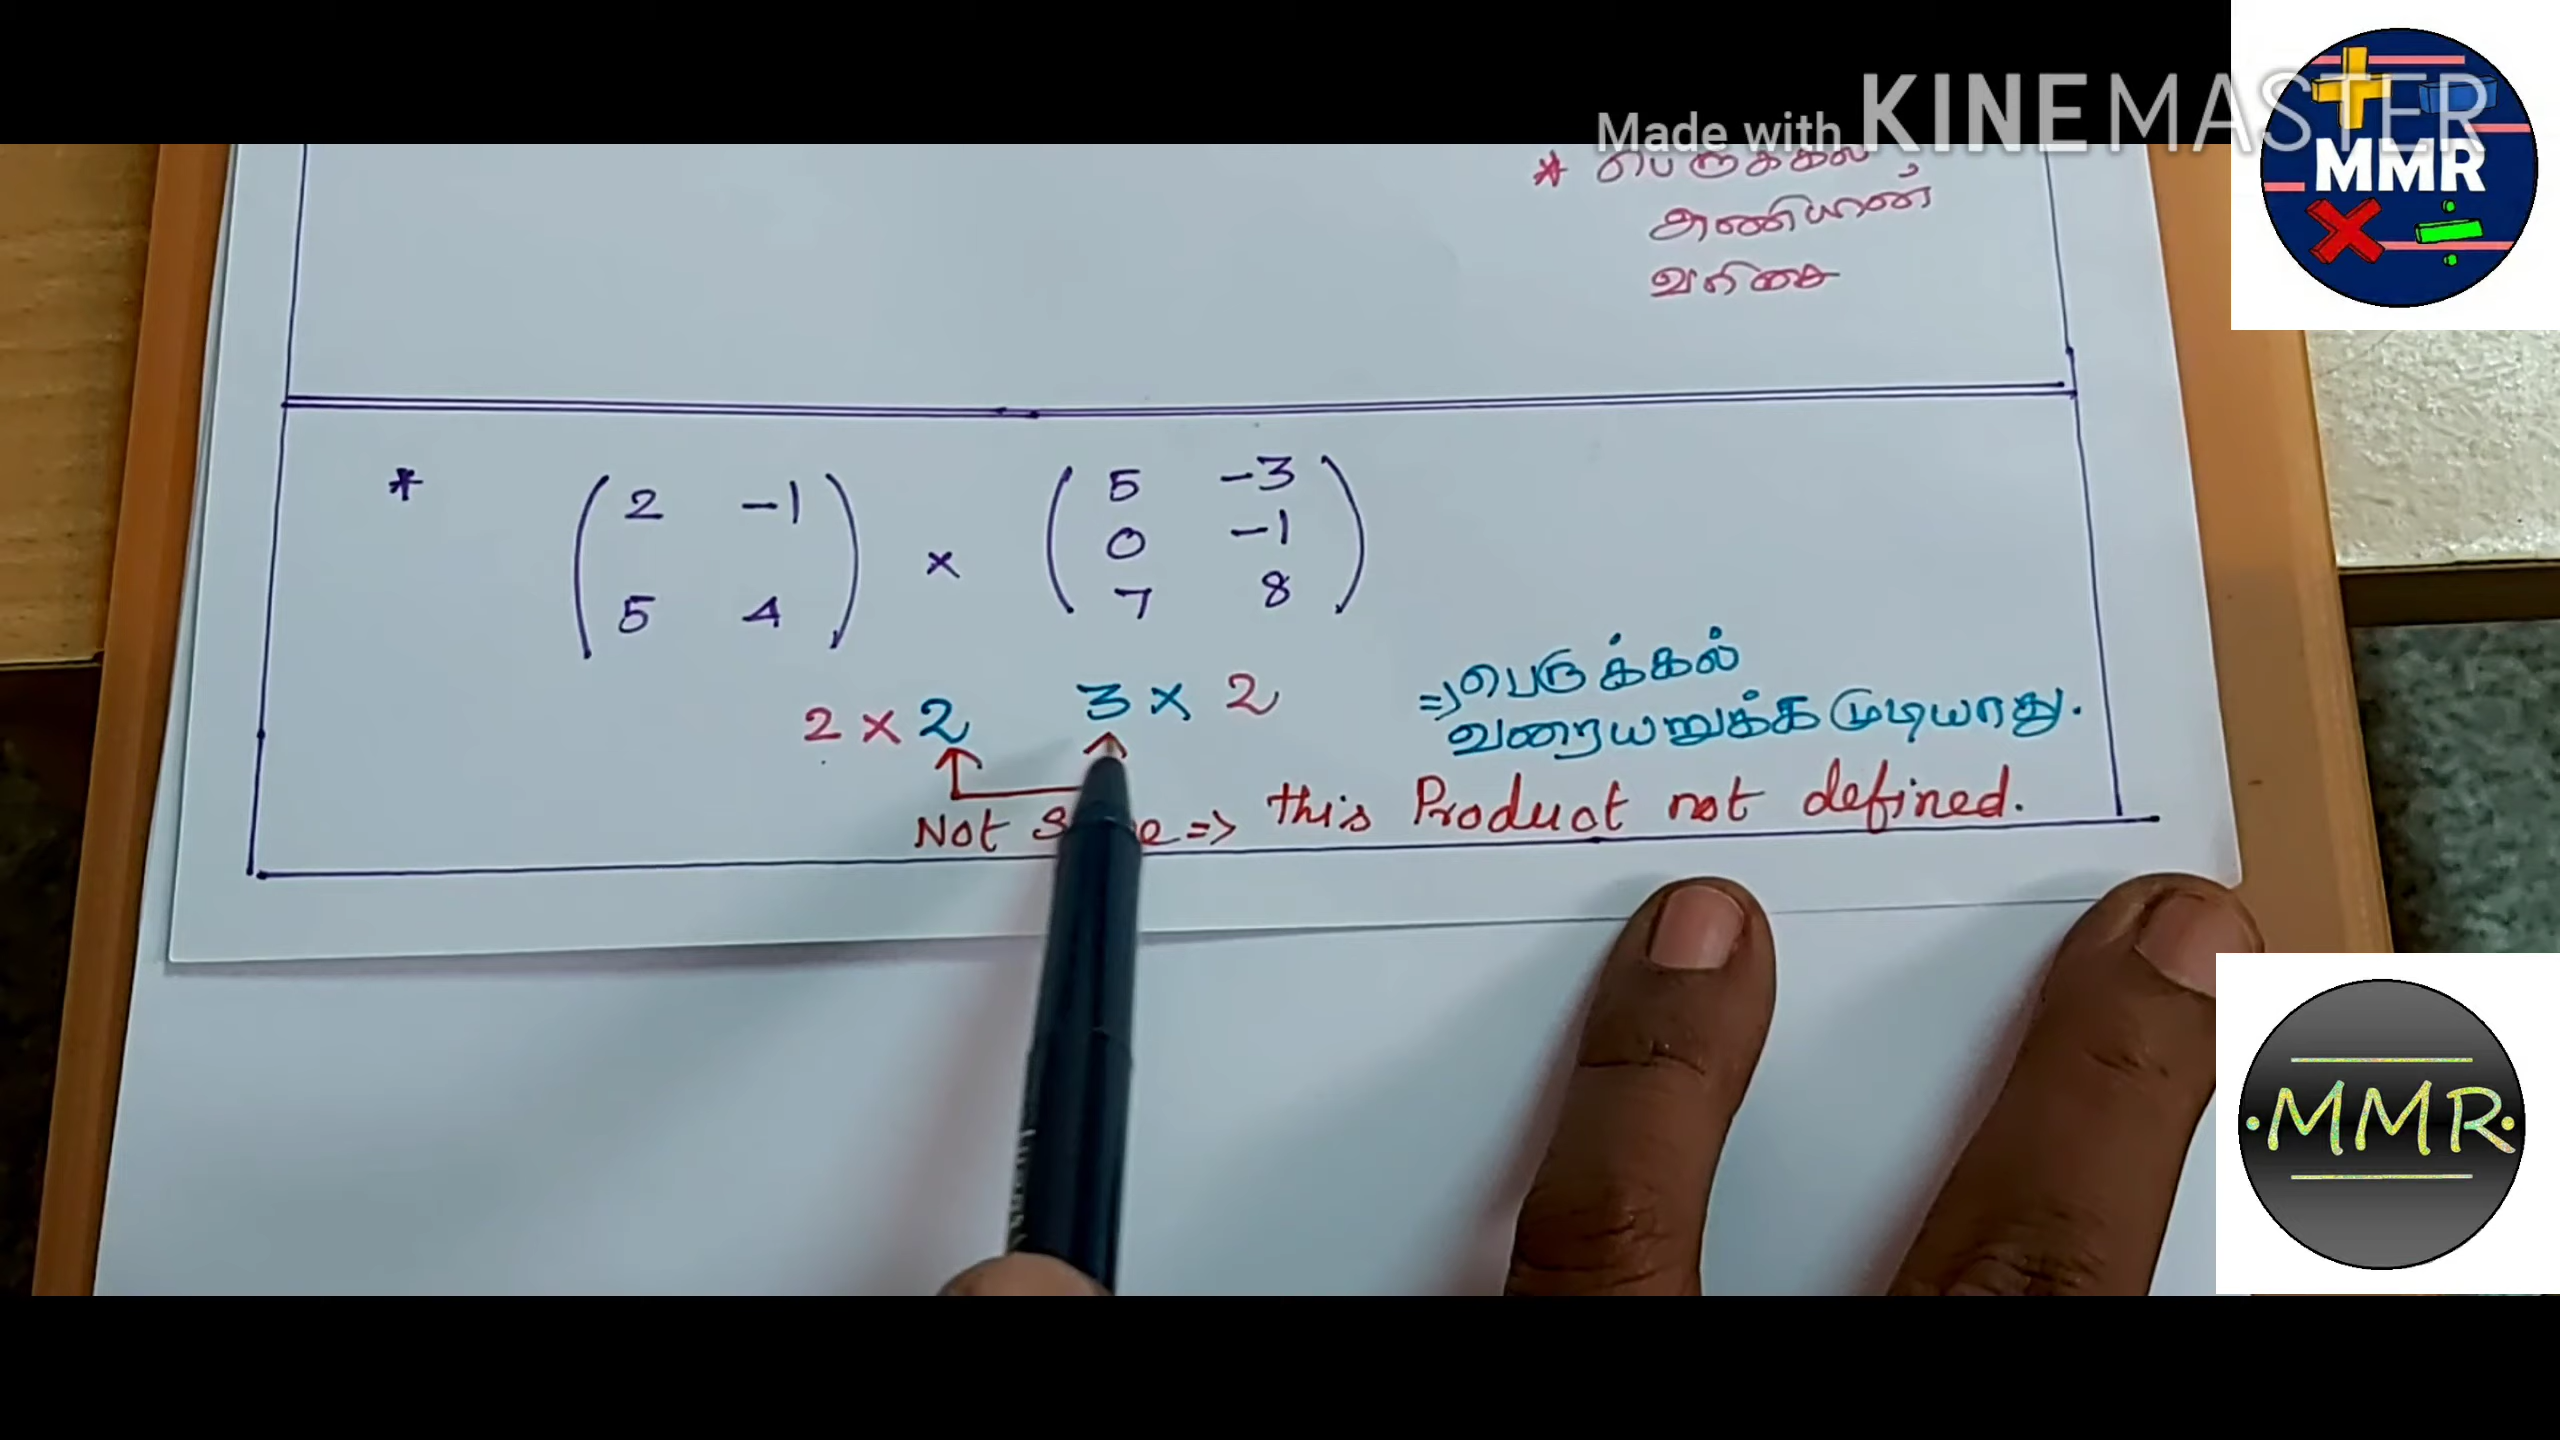 Made with KINEMASTER
MMR
* பெருக்கல்
அணியின்
வரிசை
* ( 2 -1 ) × ( 5 -3 )
0 -1
5 4 7 8
2 × 2 3 × 2
⇒ பெருக்கல்
வரையறுக்க முடியாது.
Not ⇒ this Product not defined.
MMR